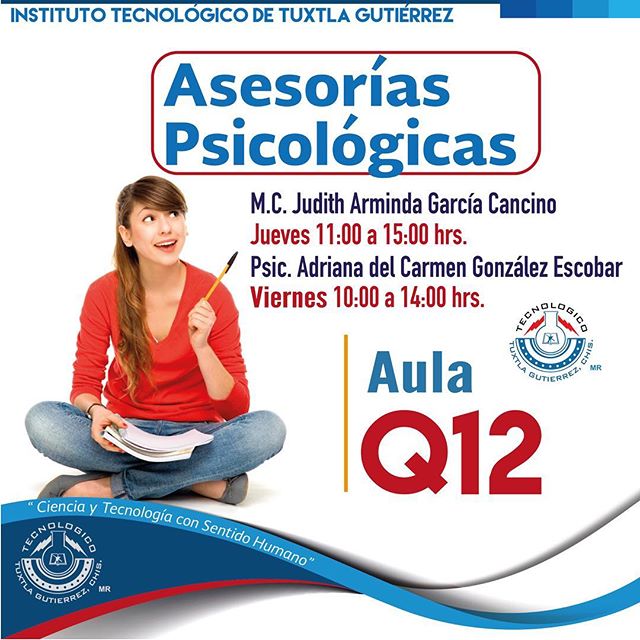 INSTITUTO TECNOLÓGICO DE TUXTLA GUTIÉRREZ
Asesorías
Psicológicas
M.C. Judith Arminda García Cancino
Jueves 11:00 a 15:00 hrs.
Psic. Adriana del Carmen González Escobar
Viernes 10:00 a 14:00 hrs.
TECNOLOGICO
TUXTLA GUTIERREZ, CHIS.
MR
Aula
Q12
“Ciencia y Tecnología con Sentido Humano”
TECNOLOGICO
TUXTLA GUTIERREZ, CHIS.
MR